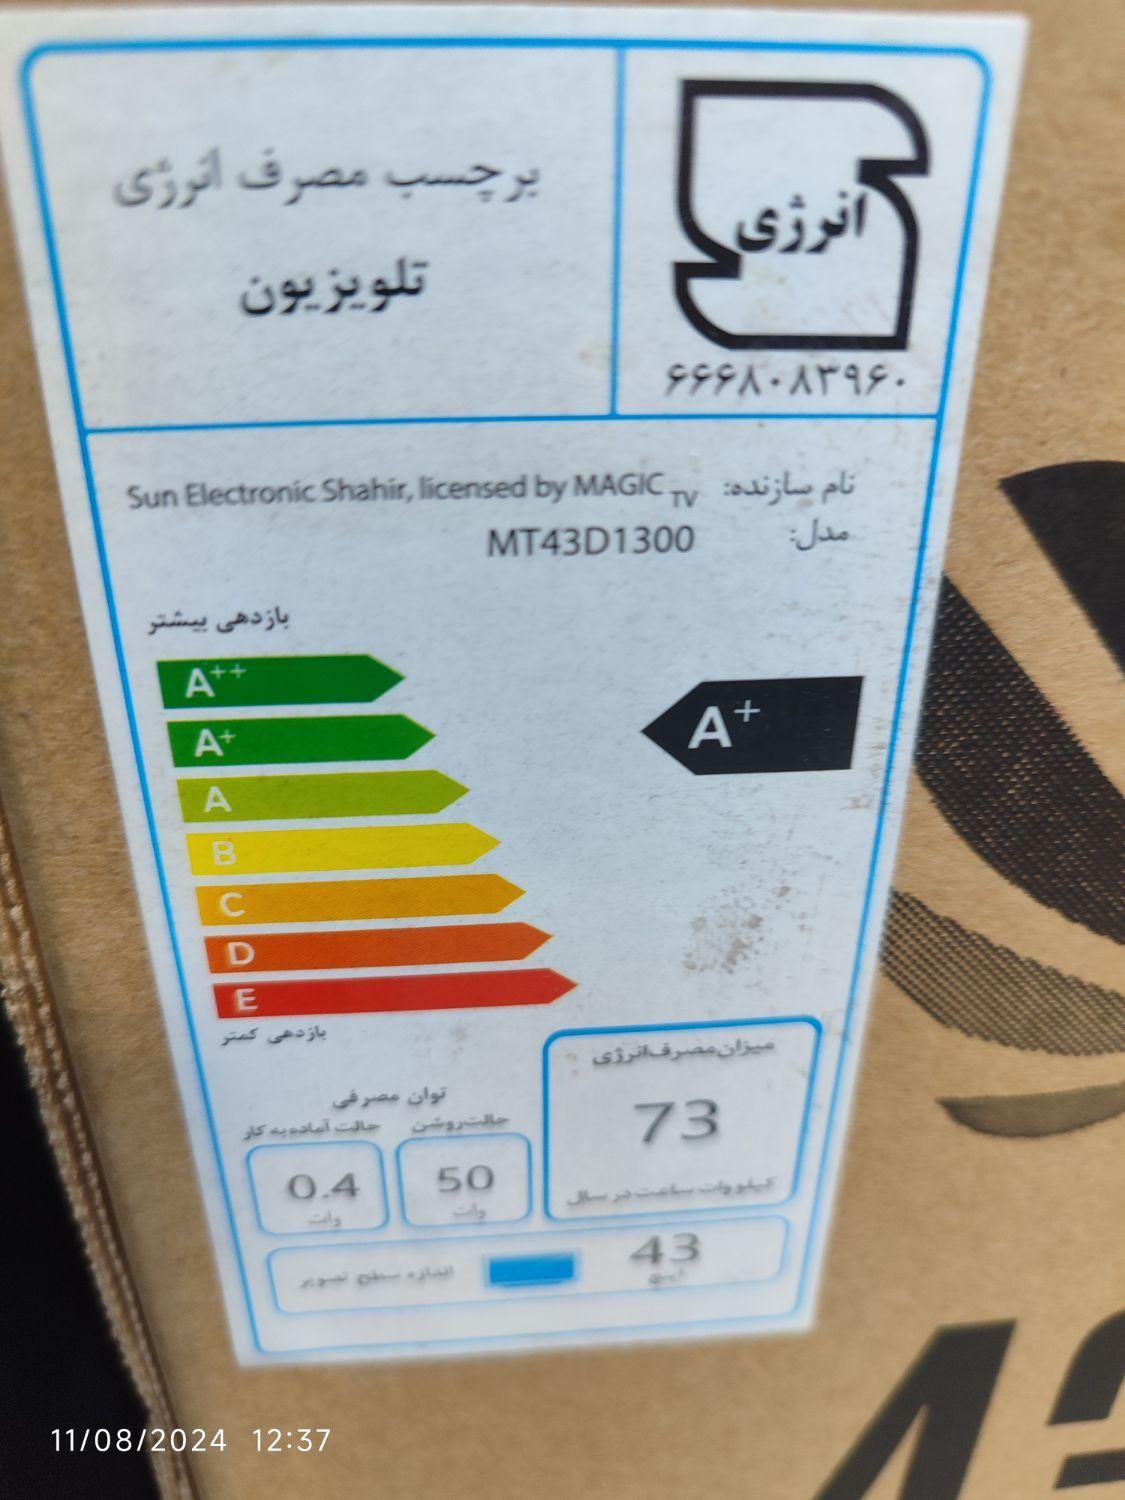 برچسب مصرف انرژی
تلویزیون
انرژی
۶۶۶۸۰۸۳۹۶۰
نام سازنده: Sun Electronic Shahir, licensed by MAGIC TV
مدل: MT43D1300
بازدهی بیشتر
A++
A+
A+
A
B
C
D
E
بازدهی کمتر
میزان مصرف انرژی
73
کیلو وات ساعت در سال
توان مصرفی
حالت روشن
50
وات
حالت آماده به کار
0.4
وات
اندازه سطح تصویر
43
اینچ
11/08/2024 12:37